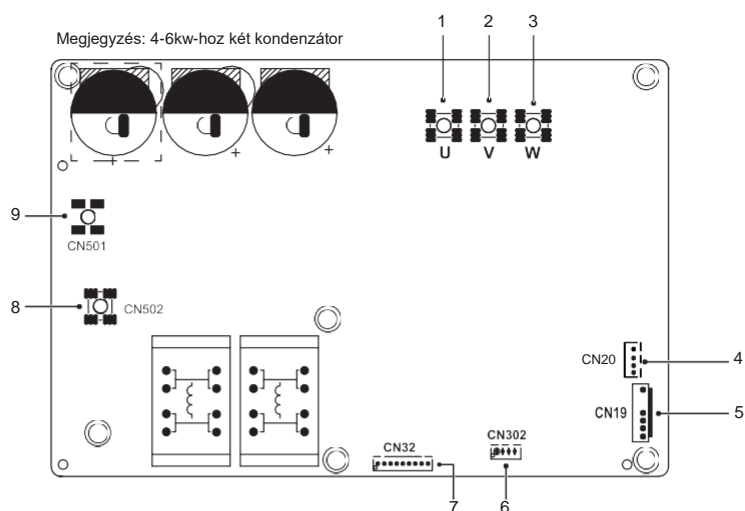 1 2 3
Megjegyzés: 4-6kw-hoz két kondenzátor
+ + +
U V W
9
CN501
8 CN502
CN20 4
CN19 5
CN302
CN32
7 6